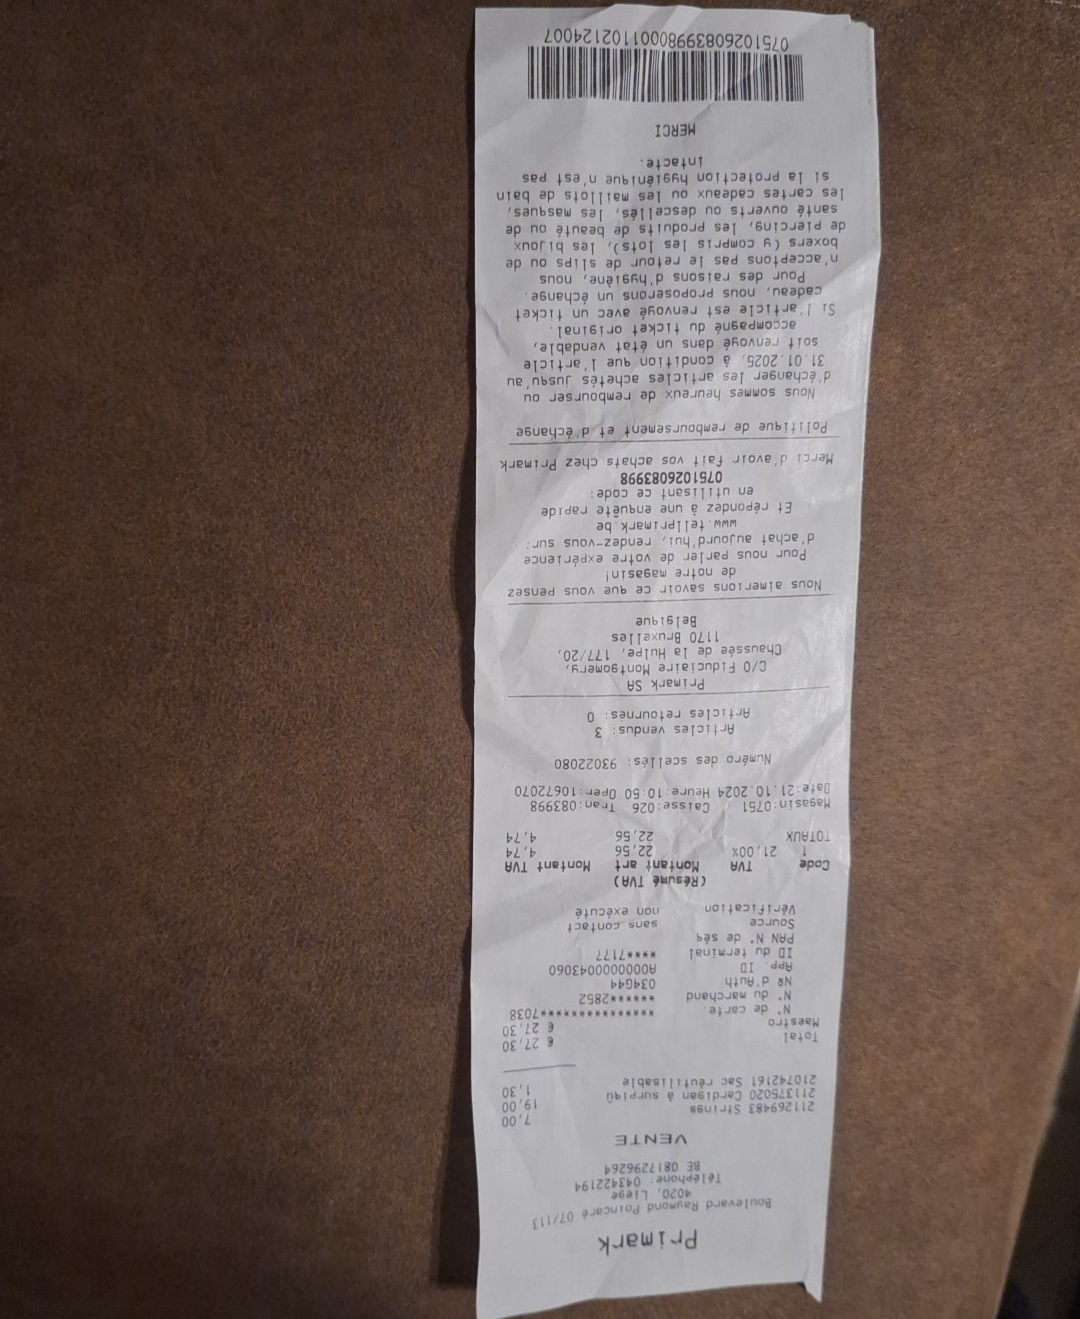 Primark
Boulevard Raymond Poincaré 07/113
4020, Liege
Téléphone: 043422194
BE 0817296264
VENTE
211269483 Strings 7,00
211375020 Cardigan à surpiqû 19,00
210742161 Sac réutilisable 1,30
Total € 27,30
Maestro € 27,30
N° de carte. ***************7038
N° du marchand ******2852
Nº d'Auth 034G44
App. ID A0000000043060
ID du terminal ****7177
PAN N° de séq
Source sans contact
Vérification non exécuté
(Résumé TVA)
Code TVA Montant art Montant TVA
1 21,00% 22,56 4,74
TOTAUX 22,56 4,74
Magasin:0751 Caisse:026 Tran:083998
Date:21.10.2024 Heure:10:50 Oper:10672070
Numéro des scellés: 93022080
Articles vendus: 3
Articles retournés: 0
Primark SA
C/O Fiduciaire Montgomery,
Chaussée de la Hulpe, 177/20,
1170 Bruxelles
Belgique
Nous aimerions savoir ce que vous pensez
de notre magasin!
Pour nous parler de votre expérience
d'achat aujourd'hui, rendez-vous sur:
www.tellprimark.be
Et répondez à une enquête rapide
en utilisant ce code:
0751026083998
Merci d'avoir fait vos achats chez Primark
Politique de remboursement et d'échange
Nous sommes heureux de rembourser ou
d'échanger les articles achetés jusqu'au
31.01.2025, à condition que l'article
soit renvoyé dans un état vendable,
accompagné du ticket original.
Si l'article est renvoyé avec un ticket
cadeau, nous proposerons un échange.
Pour des raisons d'hygiène, nous
n'acceptons pas le retour de slips ou de
boxers (y compris les lots), les bijoux
de piercing, les produits de beauté ou de
santé ouverts ou descellés, les masques,
les cartes cadeaux ou les maillots de bain
si la protection hygiénique n'est pas
intacte.
MERCI
07510260839980001102124007